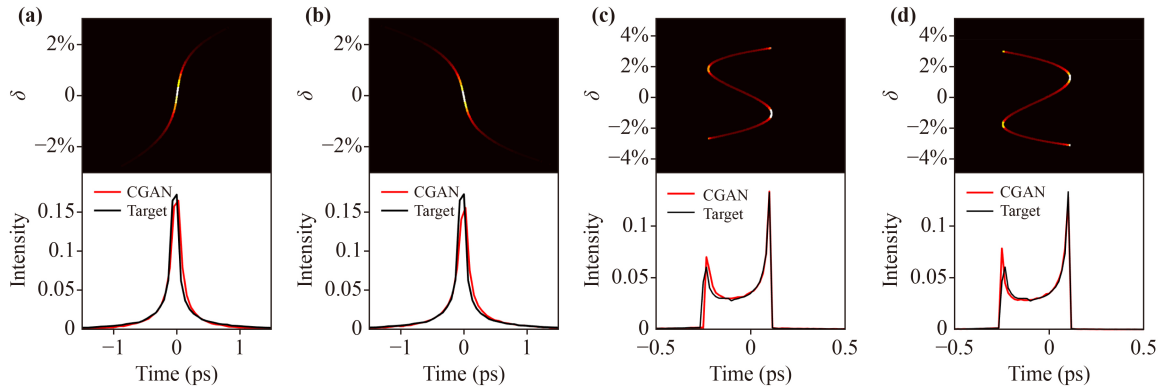 (a)
2%
0
−2%
δ
CGAN
Target
0.15
0.1
0.05
0
Intensity
−1
0
1
Time (ps)
(b)
2%
0
−2%
δ
CGAN
Target
0.15
0.1
0.05
0
Intensity
−1
0
1
Time (ps)
(c)
4%
2%
0
−2%
−4%
δ
CGAN
Target
0.1
0.05
0
Intensity
−0.5
0
0.5
Time (ps)
(d)
4%
2%
0
−2%
−4%
δ
CGAN
Target
0.1
0.05
0
Intensity
−0.5
0
0.5
Time (ps)